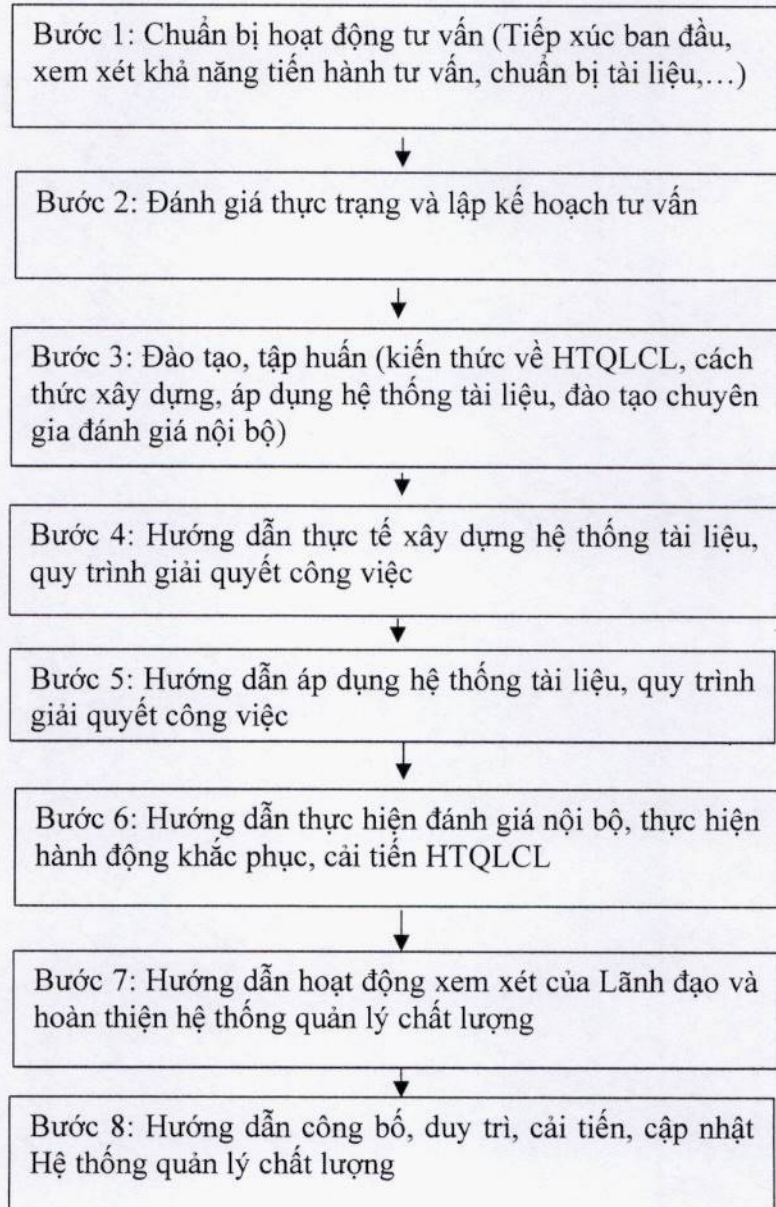 Bước 1: Chuẩn bị hoạt động tư vấn (Tiếp xúc ban đầu,
xem xét khả năng tiến hành tư vấn, chuẩn bị tài liệu,…)
Bước 2: Đánh giá thực trạng và lập kế hoạch tư vấn
Bước 3: Đào tạo, tập huấn (kiến thức về HTQLCL, cách
thức xây dựng, áp dụng hệ thống tài liệu, đào tạo chuyên
gia đánh giá nội bộ)
Bước 4: Hướng dẫn thực tế xây dựng hệ thống tài liệu,
quy trình giải quyết công việc
Bước 5: Hướng dẫn áp dụng hệ thống tài liệu, quy trình
giải quyết công việc
Bước 6: Hướng dẫn thực hiện đánh giá nội bộ, thực hiện
hành động khắc phục, cải tiến HTQLCL
Bước 7: Hướng dẫn hoạt động xem xét của Lãnh đạo và
hoàn thiện hệ thống quản lý chất lượng
Bước 8: Hướng dẫn công bố, duy trì, cải tiến, cập nhật
Hệ thống quản lý chất lượng